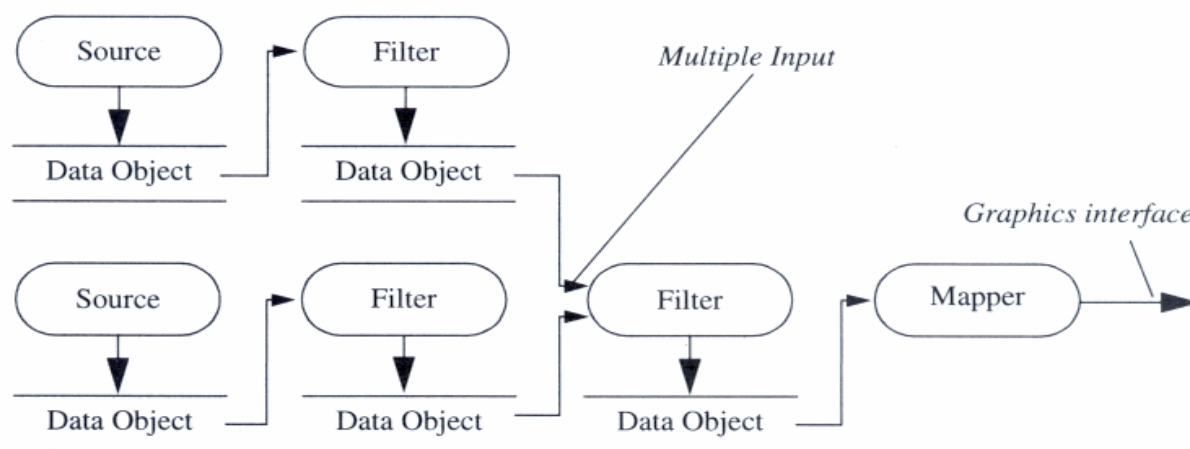 Source
Filter
Multiple Input
Data Object
Data Object
Graphics interface
Source
Filter
Filter
Mapper
Data Object
Data Object
Data Object